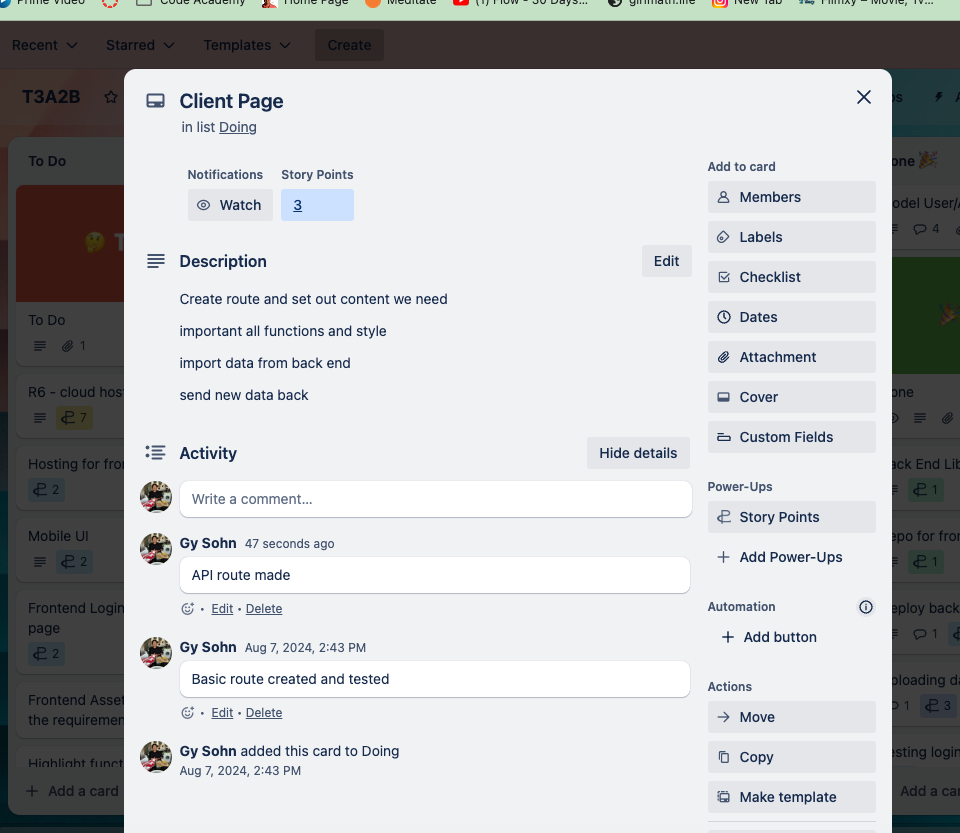 Prime Video
Code Academy
Home Page
Meditate
(1) Flow - 30 Days...
girlmath.life
New Tab
Filmxy – Movie, Tv...
Recent
Starred
Templates
Create
T3A2B
Client Page
in list Doing
To Do
Notifications
Story Points
Watch
3
Description
Edit
Create route and set out content we need
important all functions and style
import data from back end
send new data back
Activity
Hide details
Write a comment...
Gy Sohn 47 seconds ago
API route made
Edit • Delete
Gy Sohn Aug 7, 2024, 2:43 PM
Basic route created and tested
Edit • Delete
Gy Sohn added this card to Doing
Aug 7, 2024, 2:43 PM
Add to card
Members
Labels
Checklist
Dates
Attachment
Cover
Custom Fields
Power-Ups
Story Points
Add Power-Ups
Automation
Add button
Actions
Move
Copy
Make template
To Do
1
R6 - cloud hos
7
Hosting for fro
2
Mobile UI
2
Frontend Login
page
2
Frontend Asset
the requiremen
Highlight funct
Add a card
one
odel User/
4
one
ack End Lib
1
epo for fron
1
eploy back
1
ploading da
1
3
esting login
Add a car